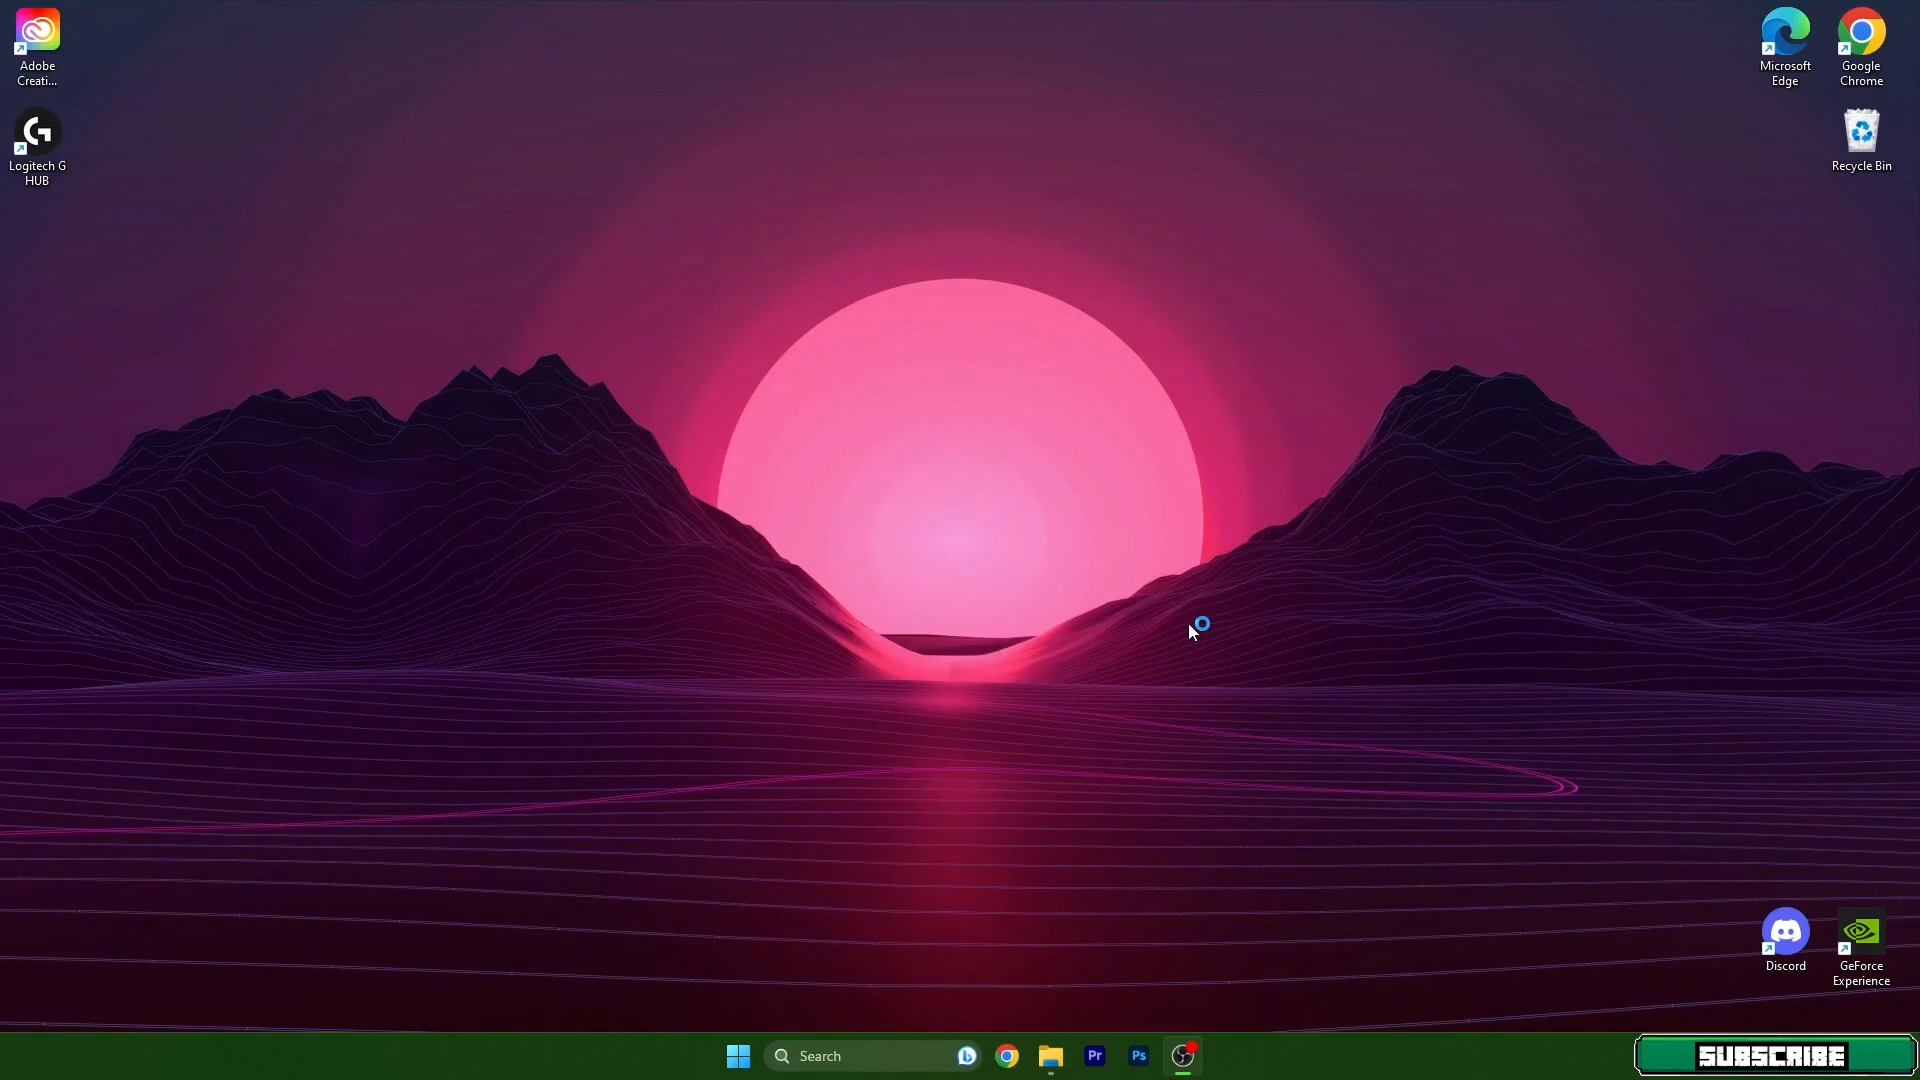 Adobe
Creati...
Logitech G
HUB
Microsoft
Edge
Google
Chrome
Recycle Bin
Discord
GeForce
Experience
Search
Pr
Ps
SUBSCRIBE